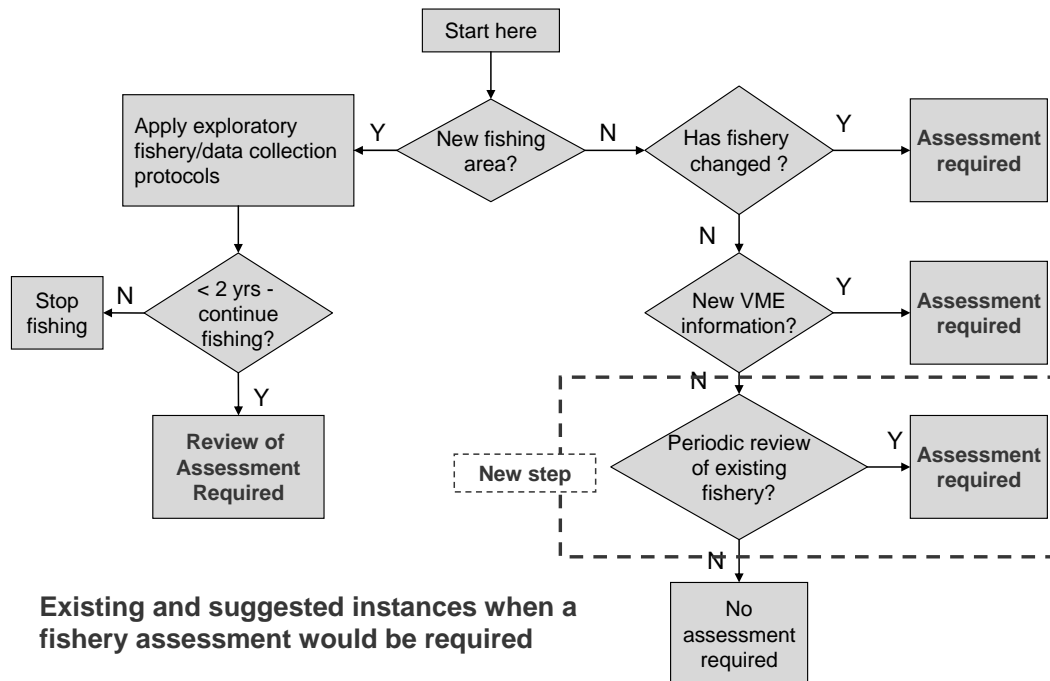 Start here
New fishing
area?
Y
N
Apply exploratory
fishery/data collection
protocols
Has fishery
changed ?
Y
Assessment
required
N
< 2 yrs -
continue
fishing?
N
Stop
fishing
Y
Review of
Assessment
Required
New VME
information?
Y
Assessment
required
N
New step
Periodic review
of existing
fishery?
Y
Assessment
required
N
No
assessment
required
Existing and suggested instances when a
fishery assessment would be required